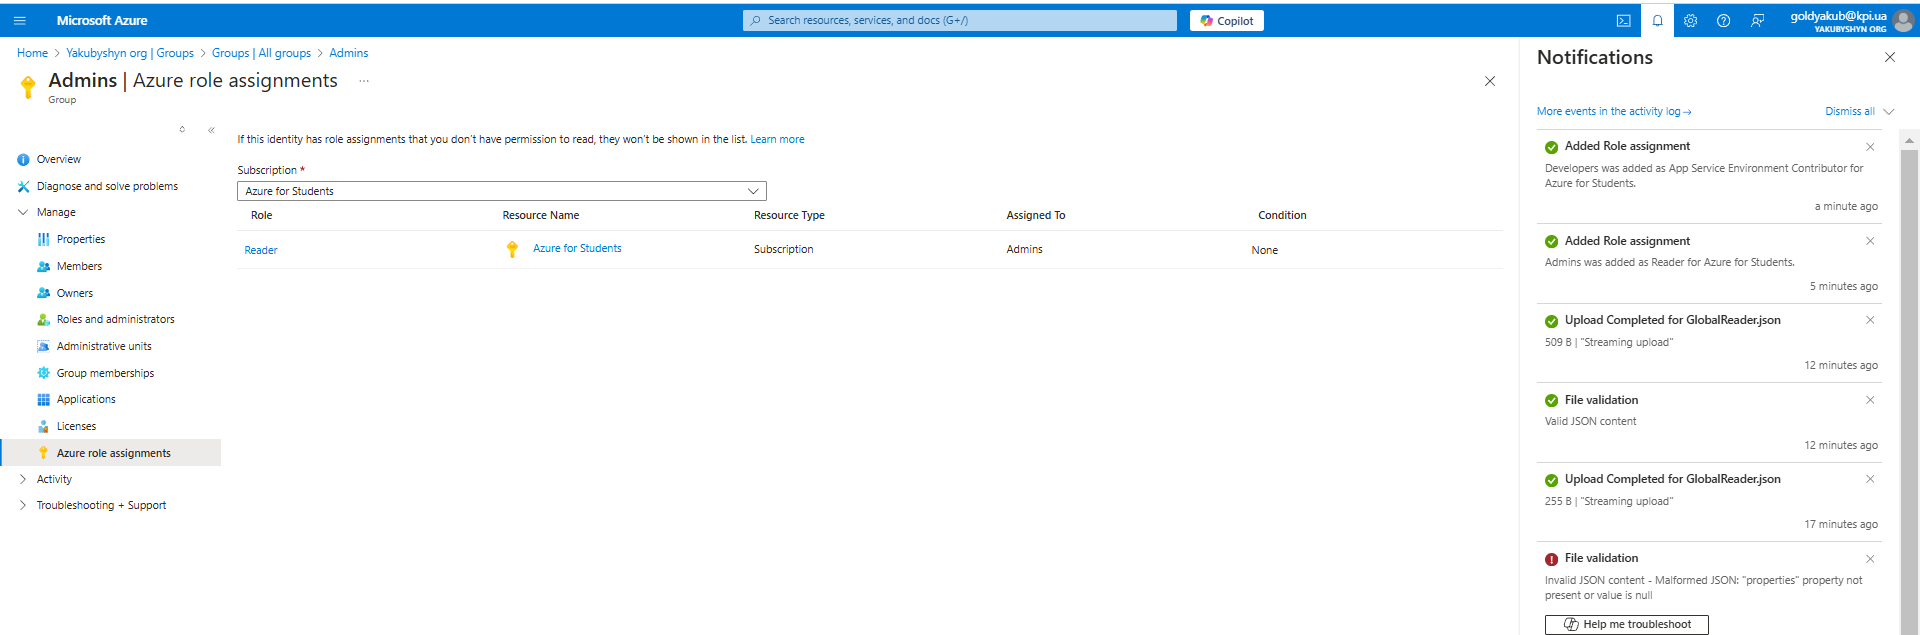 Microsoft Azure
Search resources, services, and docs (G+/)
Copilot
goldyakub@kpi.ua
YAKUBYSHYN ORG
Home > Yakubyshyn org | Groups > Groups | All groups > Admins
Admins | Azure role assignments ...
Group
Overview
Diagnose and solve problems
Manage
Properties
Members
Owners
Roles and administrators
Administrative units
Group memberships
Applications
Licenses
Azure role assignments
Activity
Troubleshooting + Support
If this identity has role assignments that you don't have permission to read, they won't be shown in the list. Learn more
Subscription *
Azure for Students
Role Resource Name Resource Type Assigned To Condition
Reader Azure for Students Subscription Admins None
Notifications
More events in the activity log → Dismiss all
Added Role assignment
Developers was added as App Service Environment Contributor for
Azure for Students.
a minute ago
Added Role assignment
Admins was added as Reader for Azure for Students.
5 minutes ago
Upload Completed for GlobalReader.json
509 B | "Streaming upload"
12 minutes ago
File validation
Valid JSON content
12 minutes ago
Upload Completed for GlobalReader.json
255 B | "Streaming upload"
17 minutes ago
File validation
Invalid JSON content - Malformed JSON: "properties" property not
present or value is null
Help me troubleshoot